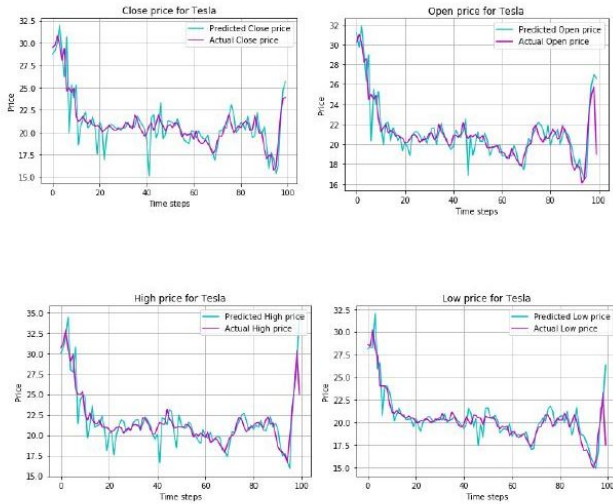 Close price for Tesla
Predicted Close price
Actual Close price
Price
32.5
30.0
27.5
25.0
22.5
20.0
17.5
15.0
0 20 40 60 80 100
Time steps
Open price for Tesla
Predicted Open price
Actual Open price
Price
32
30
28
26
24
22
20
18
16
0 20 40 60 80 100
Time steps
High price for Tesla
Predicted High price
Actual High price
Price
35.0
32.5
30.0
27.5
25.0
22.5
20.0
17.5
15.0
0 20 40 60 80 100
Time steps
Low price for Tesla
Predicted Low price
Actual Low price
Price
32.5
30.0
27.5
25.0
22.5
20.0
17.5
15.0
0 20 40 60 80 100
Time steps